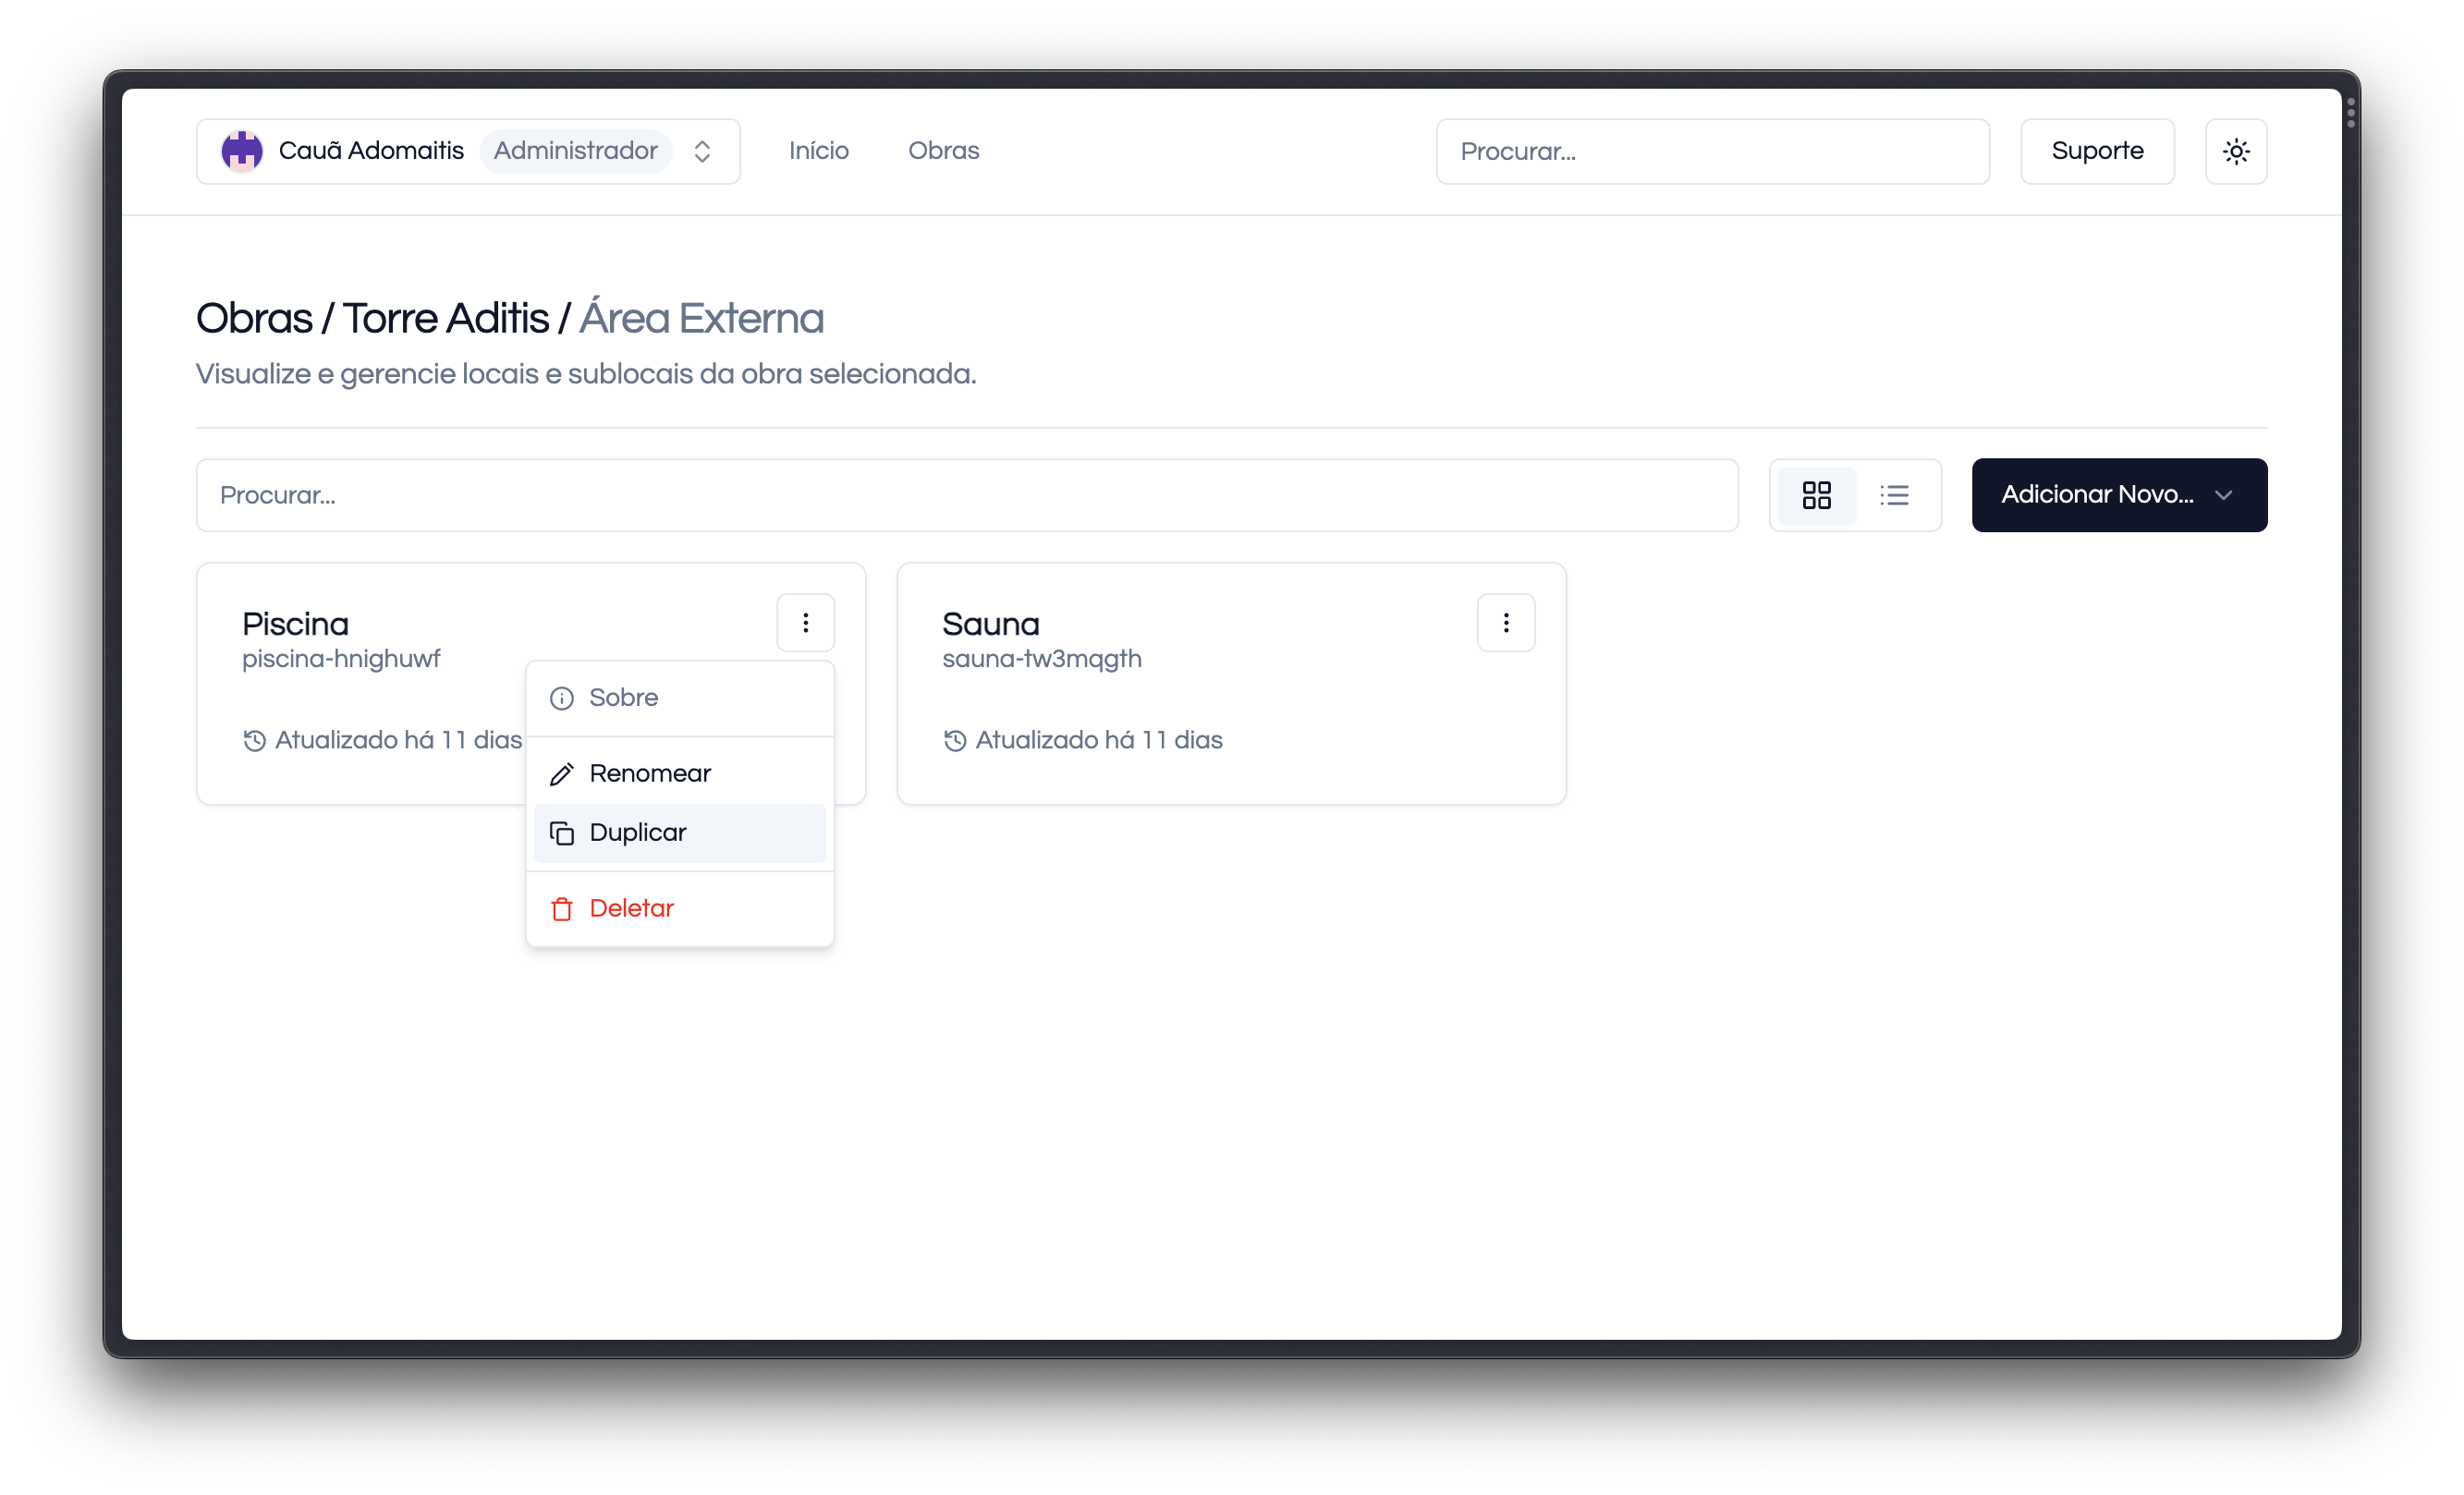 Cauã Adomaitis Administrador Início Obras Procurar... Suporte
Obras / Torre Aditis / Área Externa
Visualize e gerencie locais e sublocais da obra selecionada.
Procurar... Adicionar Novo...
Piscina
piscina-hnighuwf
Atualizado há 11 dias
Sobre
Renomear
Duplicar
Deletar
Sauna
sauna-tw3mqgth
Atualizado há 11 dias